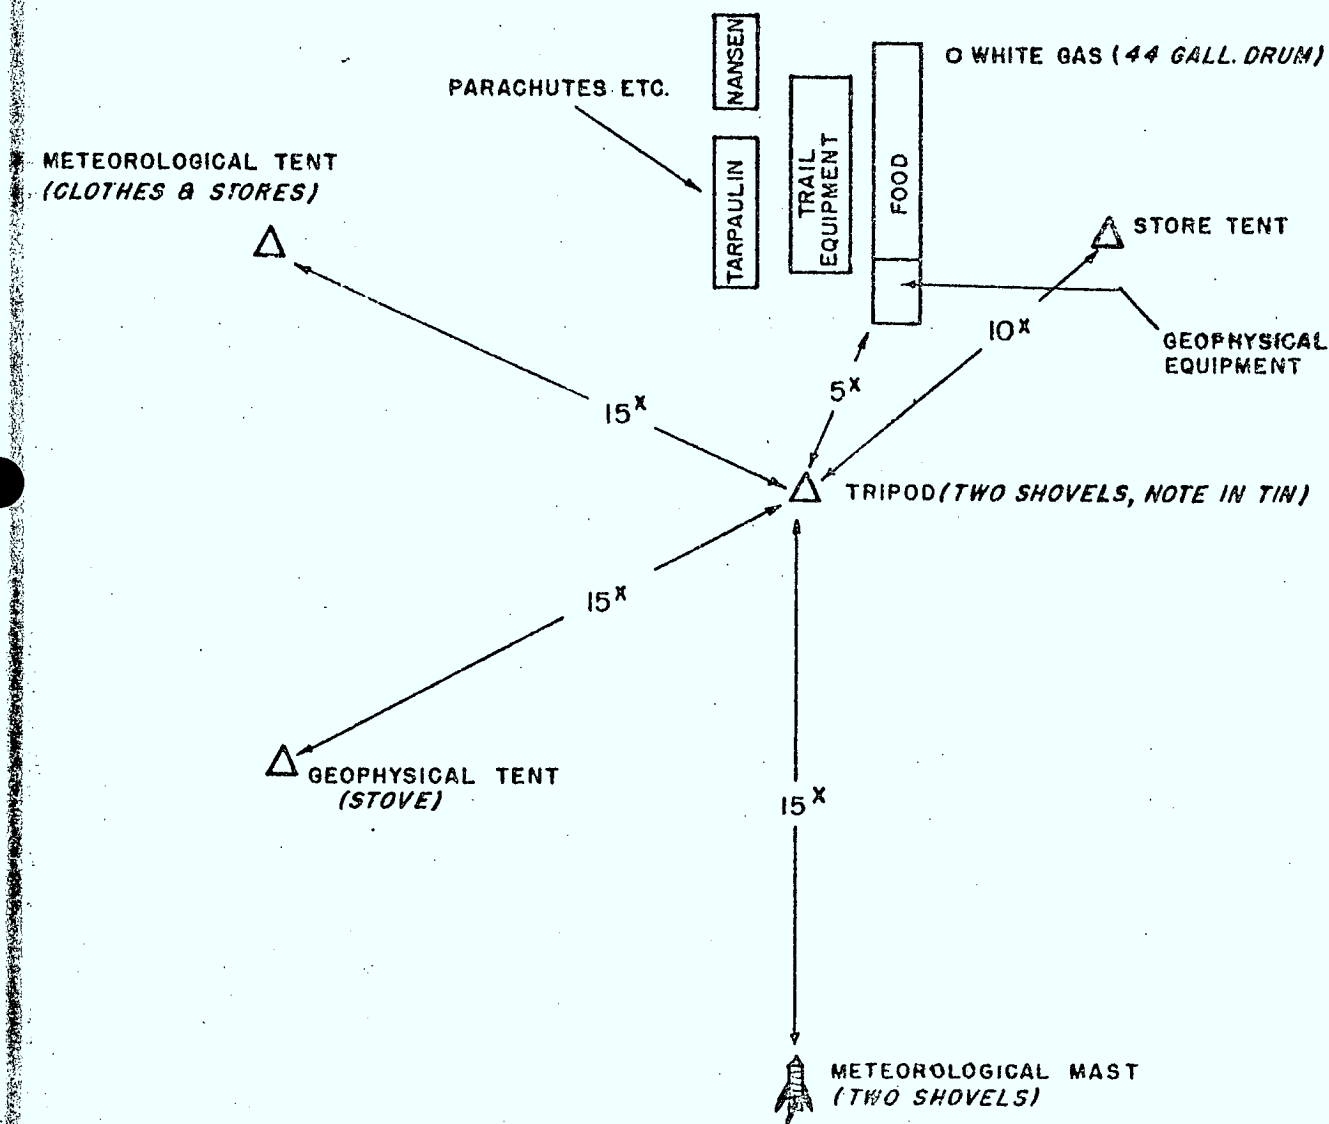 NANSEN
O WHITE GAS (44 GALL. DRUM)
PARACHUTES ETC.
METEOROLOGICAL TENT
(CLOTHES & STORES)
TARPAULIN
TRAIL
EQUIPMENT
FOOD
STORE TENT
10x
GEOPHYSICAL
EQUIPMENT
5x
15x
TRIPOD (TWO SHOVELS, NOTE IN TIN)
15x
GEOPHYSICAL TENT
(STOVE)
15x
METEOROLOGICAL MAST
(TWO SHOVELS)